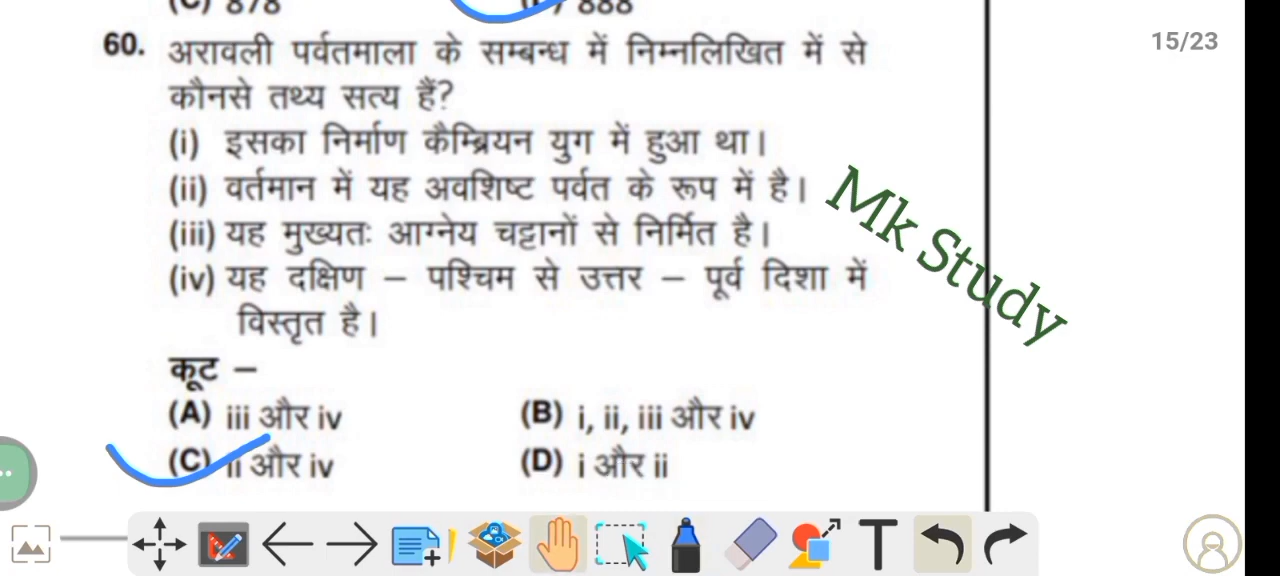 (C) 878
888
15/23
60. अरावली पर्वतमाला के सम्बन्ध में निम्नलिखित में से
कौनसे तथ्य सत्य हैं?
(i) इसका निर्माण कैम्ब्रियन युग में हुआ था।
(ii) वर्तमान में यह अवशिष्ट पर्वत के रूप में है।
(iii) यह मुख्यतः आग्नेय चट्टानों से निर्मित है।
(iv) यह दक्षिण – पश्चिम से उत्तर – पूर्व दिशा में
विस्तृत है।
Mk Study
कूट –
(A) iii और iv
(B) i, ii, iii और iv
(C) ii और iv
(D) i और ii
T